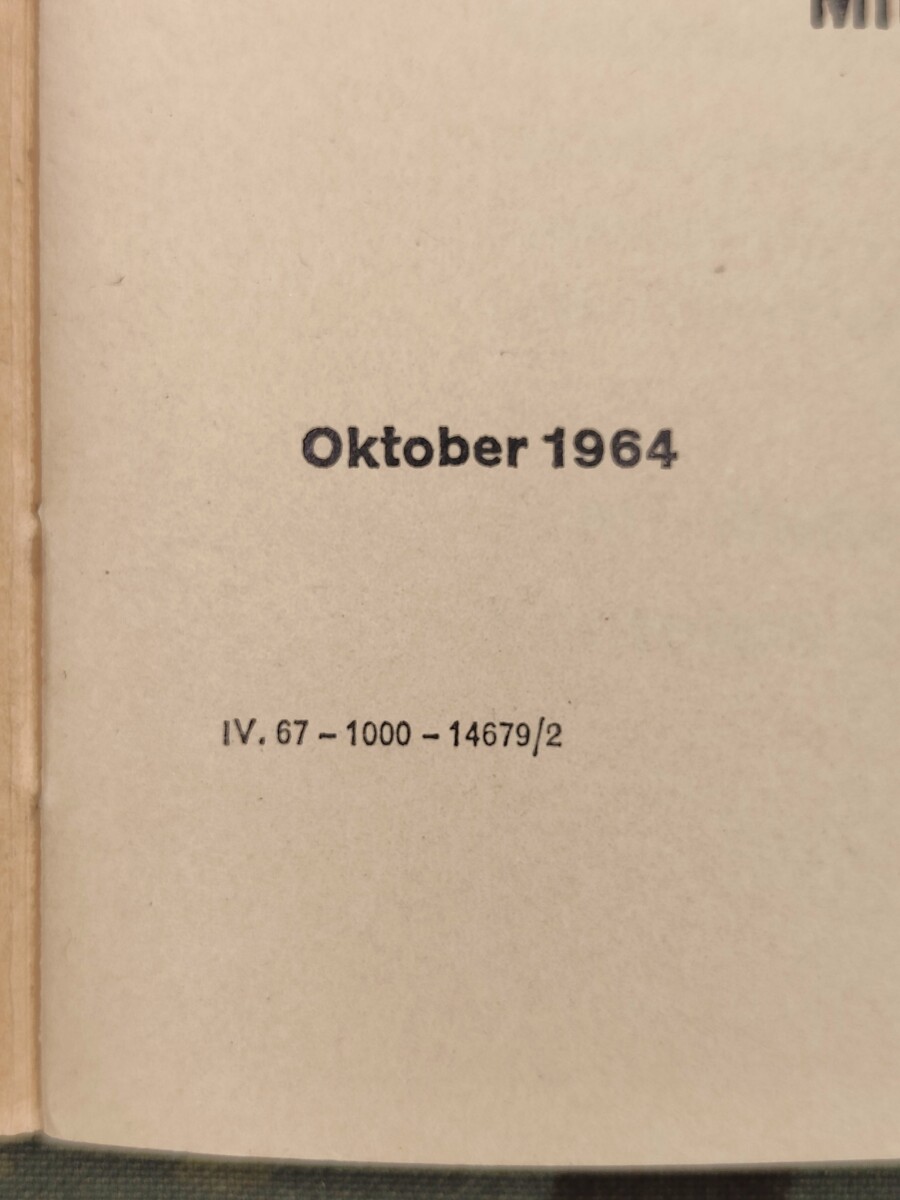 Oktober 1964
IV. 67 – 1000 – 14679/2